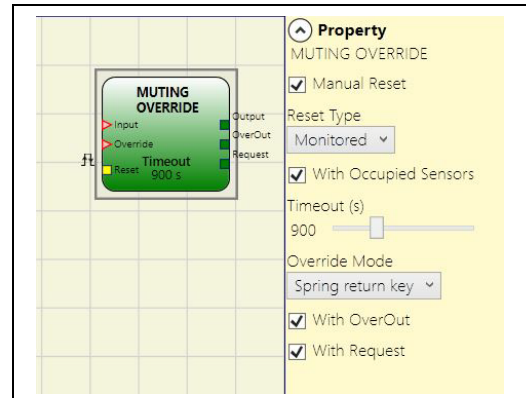 MUTING
OVERRIDE
Input
Override
Reset
Timeout
900 s
Output
OverOut
Request
Property
MUTING OVERRIDE
Manual Reset
Reset Type
Monitored
With Occupied Sensors
Timeout (s)
900
Override Mode
Spring return key
With OverOut
With Request